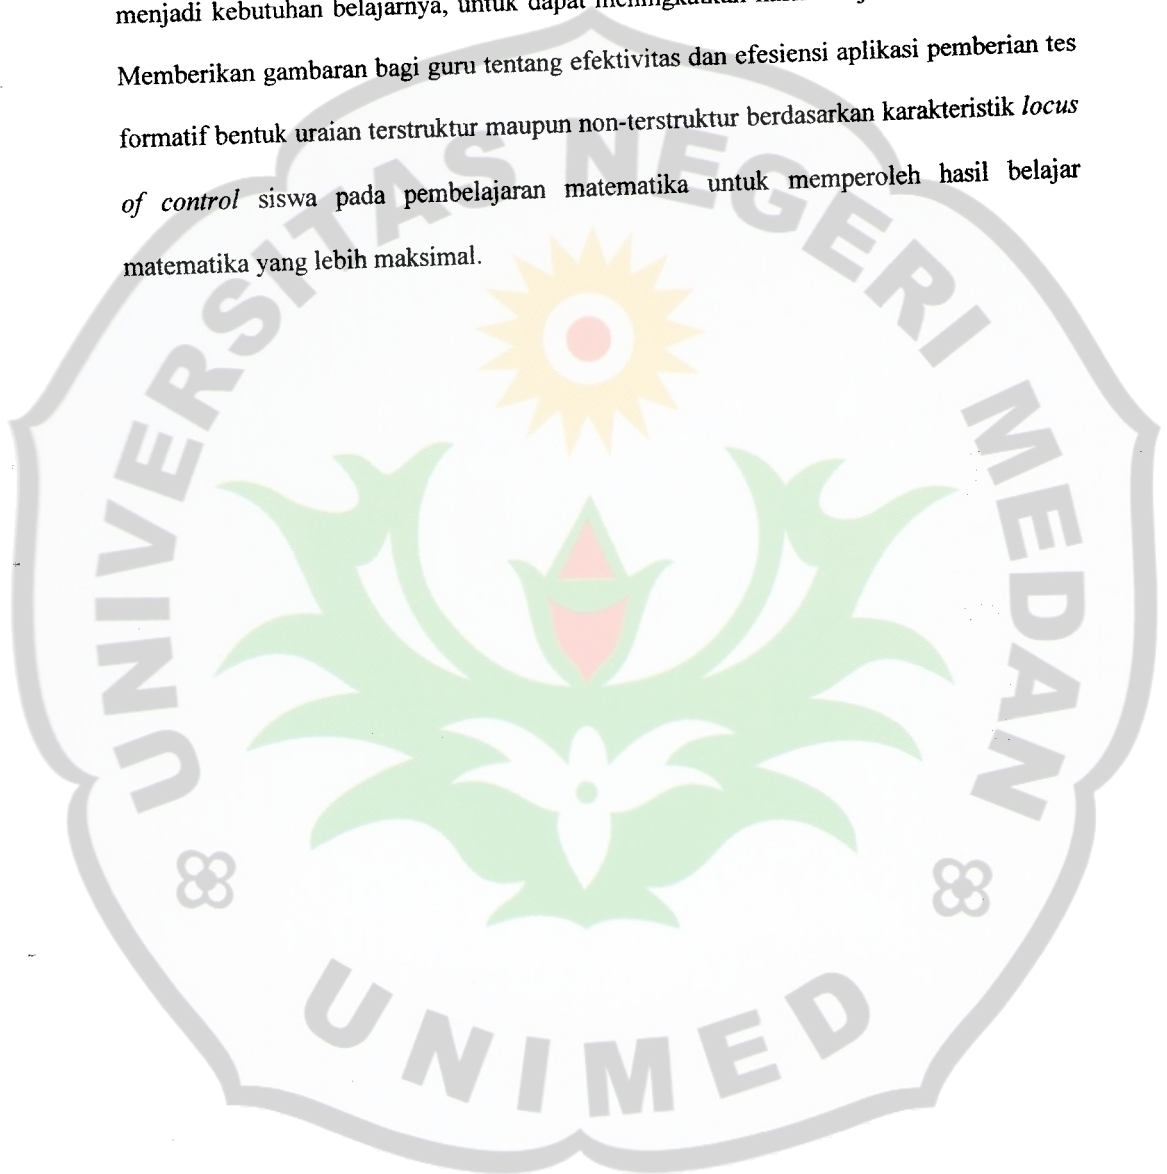 menjadi kebutuhan belajarnya, untuk dapat
Memberikan gambaran bagi guru tentang efektivitas dan efesiensi aplikasi pemberian tes
formatif bentuk uraian terstruktur maupun non-terstruktur berdasarkan karakteristik locus
of control siswa pada pembelajaran matematika untuk memperoleh hasil belajar
matematika yang lebih maksimal.
UNIVERSITAS NEGERI MEDAN
UNIMED